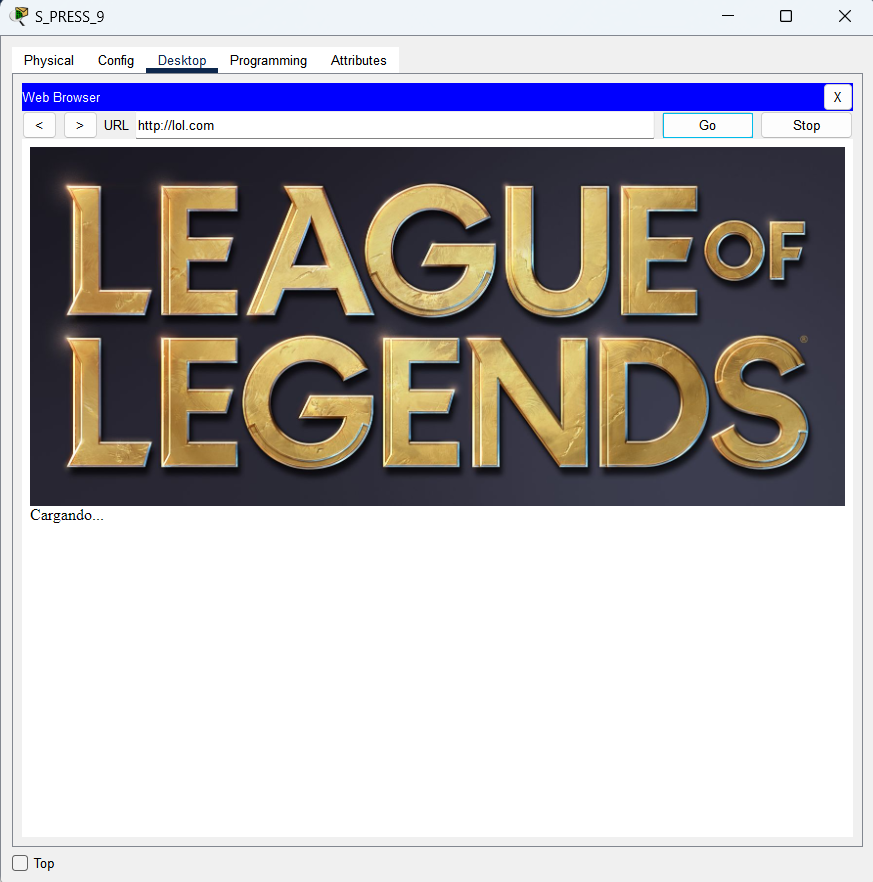 S_PRESS_9
Physical Config Desktop Programming Attributes
Web Browser X
< > URL http://lol.com Go Stop
LEAGUE OF
LEGENDS®
Cargando...
Top